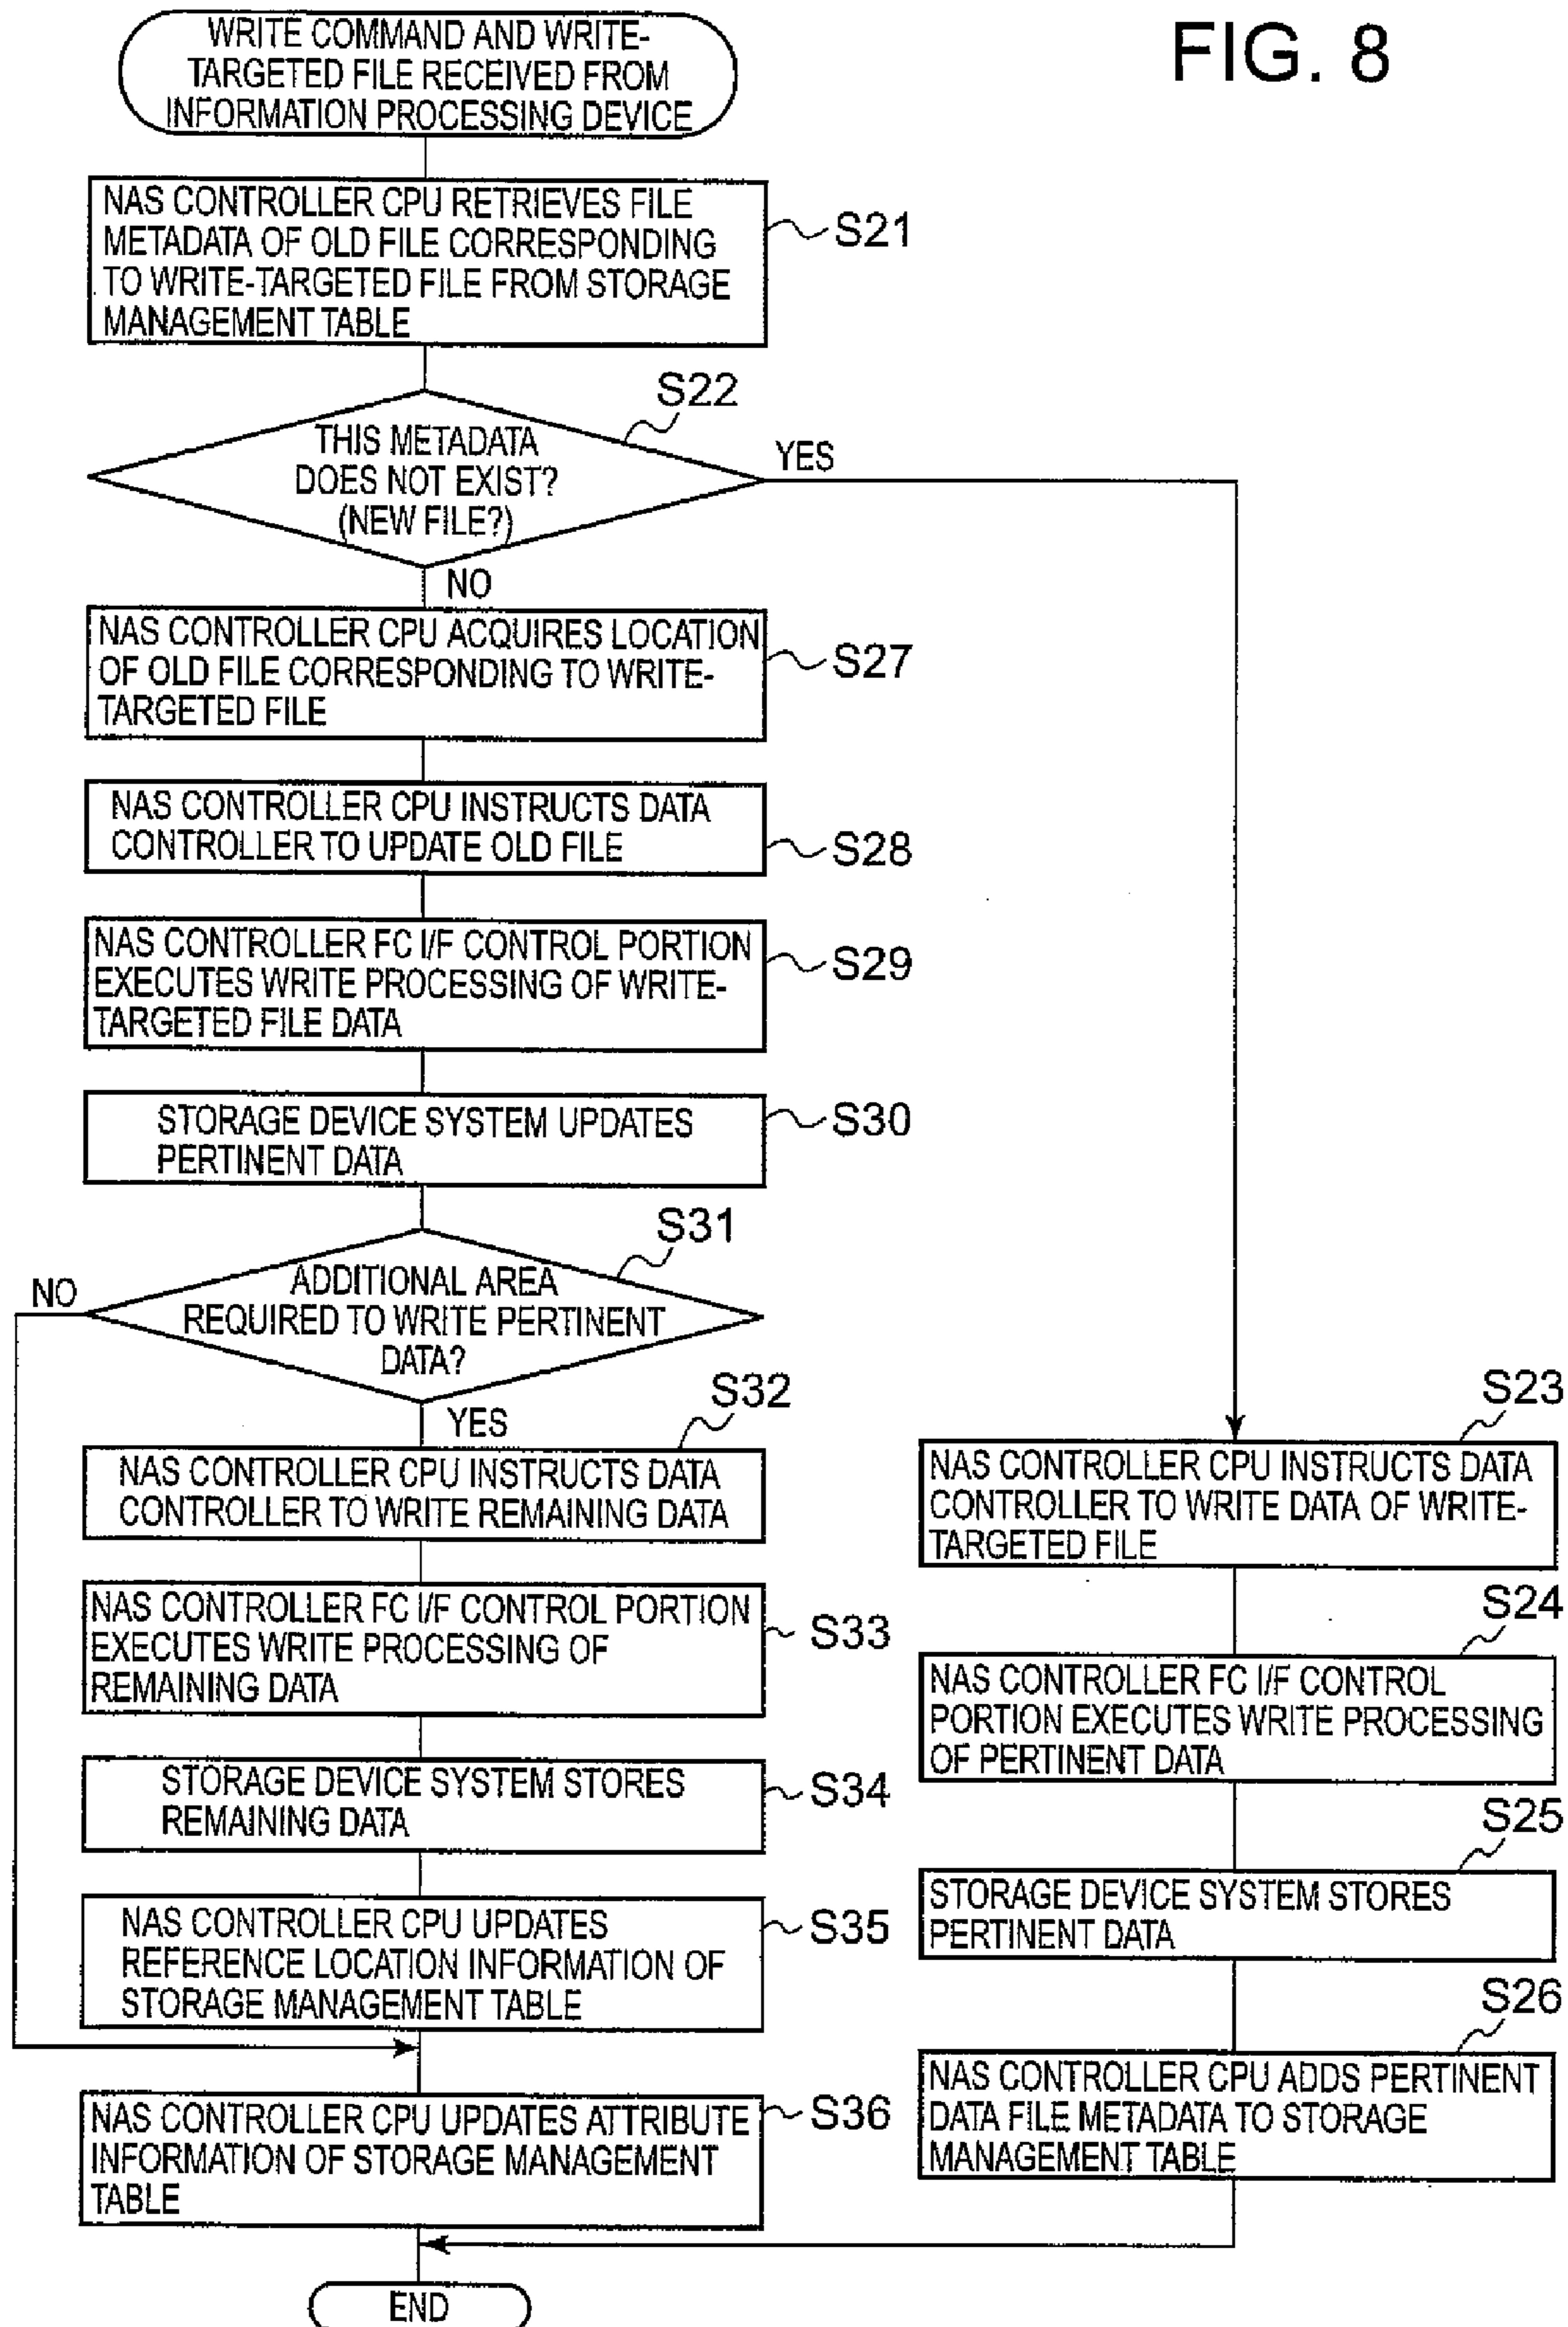 FIG. 8
WRITE COMMAND AND WRITE-
TARGETED FILE RECEIVED FROM
INFORMATION PROCESSING DEVICE
NAS CONTROLLER CPU RETRIEVES FILE
METADATA OF OLD FILE CORRESPONDING
TO WRITE-TARGETED FILE FROM STORAGE
MANAGEMENT TABLE
S21
S22
THIS METADATA
DOES NOT EXIST?
(NEW FILE?)
YES
NO
NAS CONTROLLER CPU ACQUIRES LOCATION
OF OLD FILE CORRESPONDING TO WRITE-
TARGETED FILE
S27
NAS CONTROLLER CPU INSTRUCTS DATA
CONTROLLER TO UPDATE OLD FILE
S28
NAS CONTROLLER FC I/F CONTROL PORTION
EXECUTES WRITE PROCESSING OF WRITE-
TARGETED FILE DATA
S29
STORAGE DEVICE SYSTEM UPDATES
PERTINENT DATA
S30
S31
ADDITIONAL AREA
REQUIRED TO WRITE PERTINENT
DATA?
NO
YES
S32
NAS CONTROLLER CPU INSTRUCTS DATA
CONTROLLER TO WRITE REMAINING DATA
NAS CONTROLLER FC I/F CONTROL PORTION
EXECUTES WRITE PROCESSING OF
REMAINING DATA
S33
STORAGE DEVICE SYSTEM STORES
REMAINING DATA
S34
NAS CONTROLLER CPU UPDATES
REFERENCE LOCATION INFORMATION OF
STORAGE MANAGEMENT TABLE
S35
NAS CONTROLLER CPU UPDATES ATTRIBUTE
INFORMATION OF STORAGE MANAGEMENT
TABLE
S36
S23
NAS CONTROLLER CPU INSTRUCTS DATA
CONTROLLER TO WRITE DATA OF WRITE-
TARGETED FILE
S24
NAS CONTROLLER FC I/F CONTROL
PORTION EXECUTES WRITE PROCESSING
OF PERTINENT DATA
S25
STORAGE DEVICE SYSTEM STORES
PERTINENT DATA
S26
NAS CONTROLLER CPU ADDS PERTINENT
DATA FILE METADATA TO STORAGE
MANAGEMENT TABLE
END